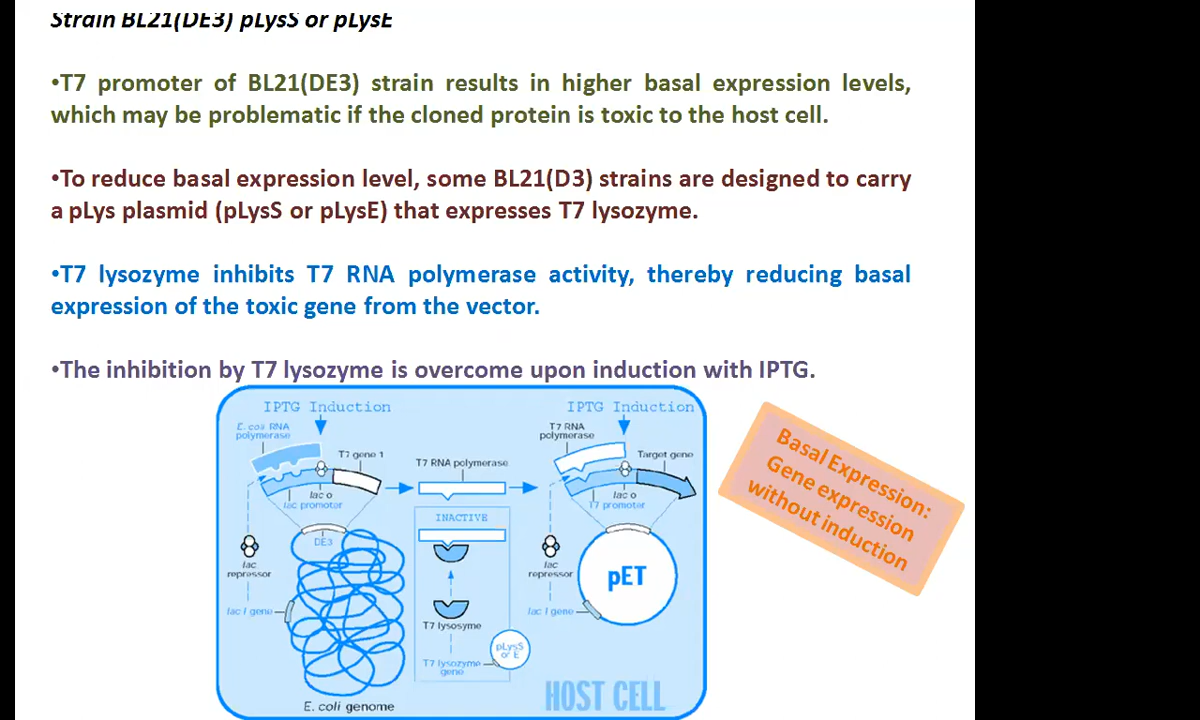 Strain BL21(DE3) pLysS or pLysE
•T7 promoter of BL21(DE3) strain results in higher basal expression levels,
which may be problematic if the cloned protein is toxic to the host cell.
•To reduce basal expression level, some BL21(D3) strains are designed to carry
a pLys plasmid (pLysS or pLysE) that expresses T7 lysozyme.
•T7 lysozyme inhibits T7 RNA polymerase activity, thereby reducing basal
expression of the toxic gene from the vector.
•The inhibition by T7 lysozyme is overcome upon induction with IPTG.
IPTG Induction
E. coli RNA
polymerase
T7 gene 1
lac o
lac promoter
DE3
lac
repressor
lac I gene
E. coli genome
T7 RNA polymerase
INACTIVE
T7 lysosyme
T7 lysozyme
gene
pLysS
or E
IPTG Induction
T7 RNA
polymerase
Target gene
lac o
T7 promoter
lac
repressor
lac I gene
pET
HOST CELL
Basal Expression:
Gene expression
without induction